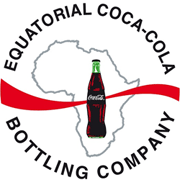 EQUATORIAL COCA-COLA
Coca-Cola
BOTTLING COMPANY